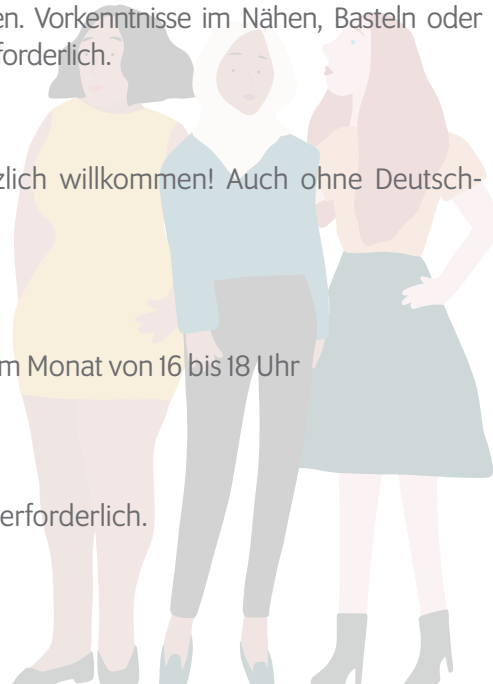 en. Vorkenntnisse im Nähen, Basteln oder
forderlich.
zlich willkommen! Auch ohne Deutsch-
m Monat von 16 bis 18 Uhr
erforderlich.